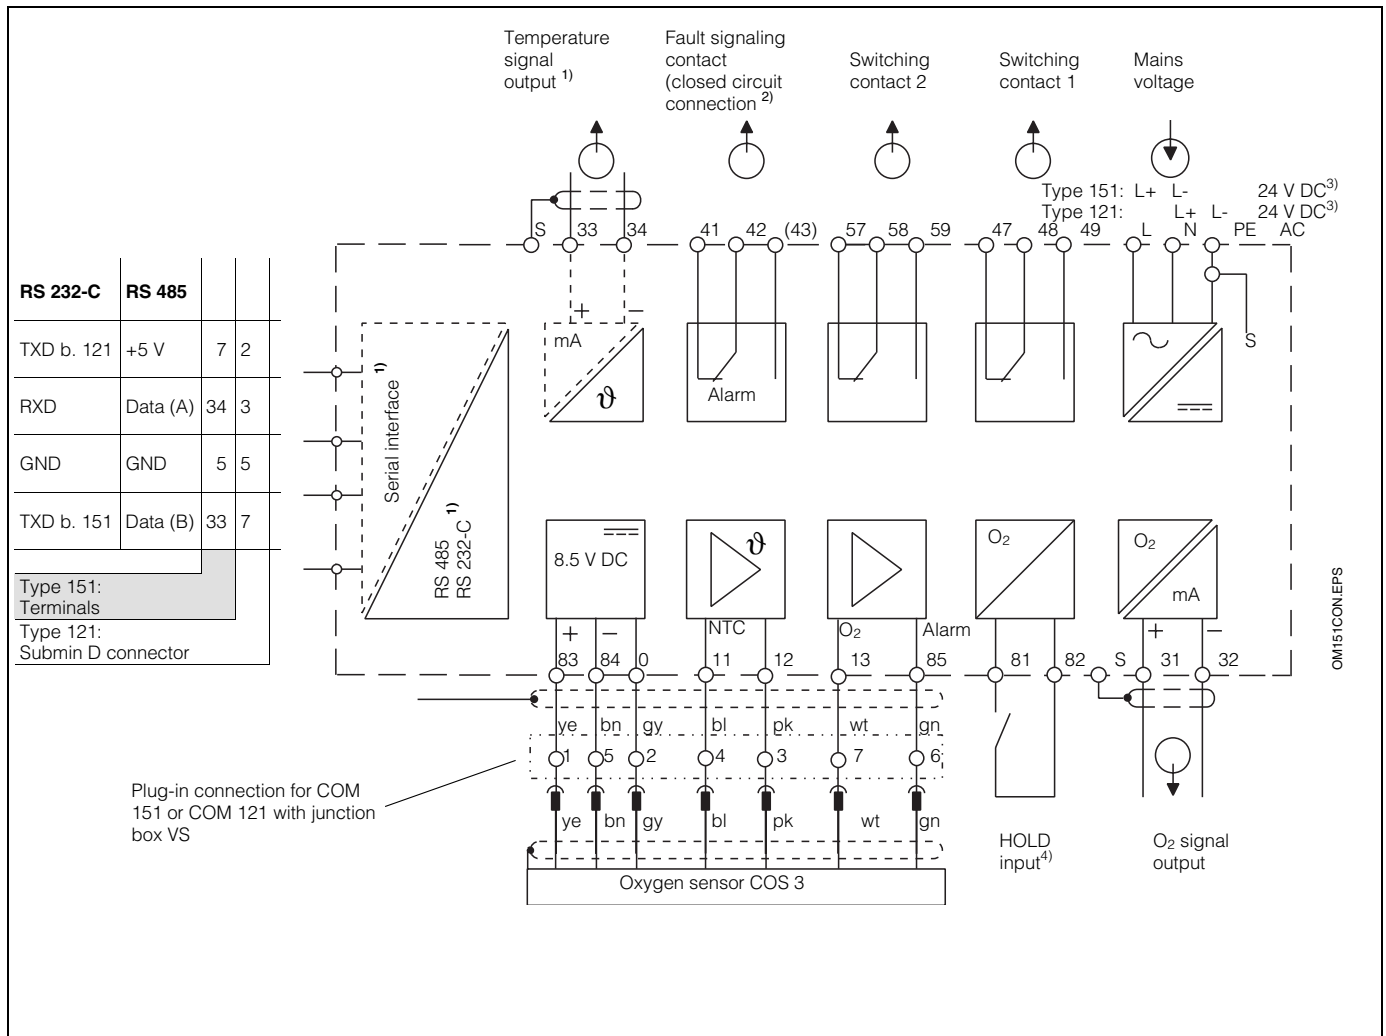 Temperature
signal
output 1)
Fault signaling
contact
(closed circuit
connection 2)
Switching
contact 2
Switching
contact 1
Mains
voltage
Type 151: L+ L- 24 V DC3)
Type 121: L+ L- 24 V DC3)
S 33 34 41 42 (43) 57 58 59 47 48 49 L N PE AC
RS 232-C RS 485
TXD b. 121 +5 V 7 2
RXD Data (A) 34 3
GND GND 5 5
TXD b. 151 Data (B) 33 7
Type 151:
Terminals
Type 121:
Submin D connector
Serial interface 1)
RS 485
RS 232-C 1)
+ −
mA
ϑ
Alarm
S
8.5 V DC
ϑ
O2
O2
mA
+ − NTC O2 Alarm + −
83 84 0 11 12 13 85 81 82 S 31 32
ye bn gy bl pk wt gn
1 5 2 4 3 7 6
ye bn gy bl pk wt gn
Plug-in connection for COM
151 or COM 121 with junction
box VS
Oxygen sensor COS 3
HOLD
input4)
O2 signal
output
OM151CON.EPS